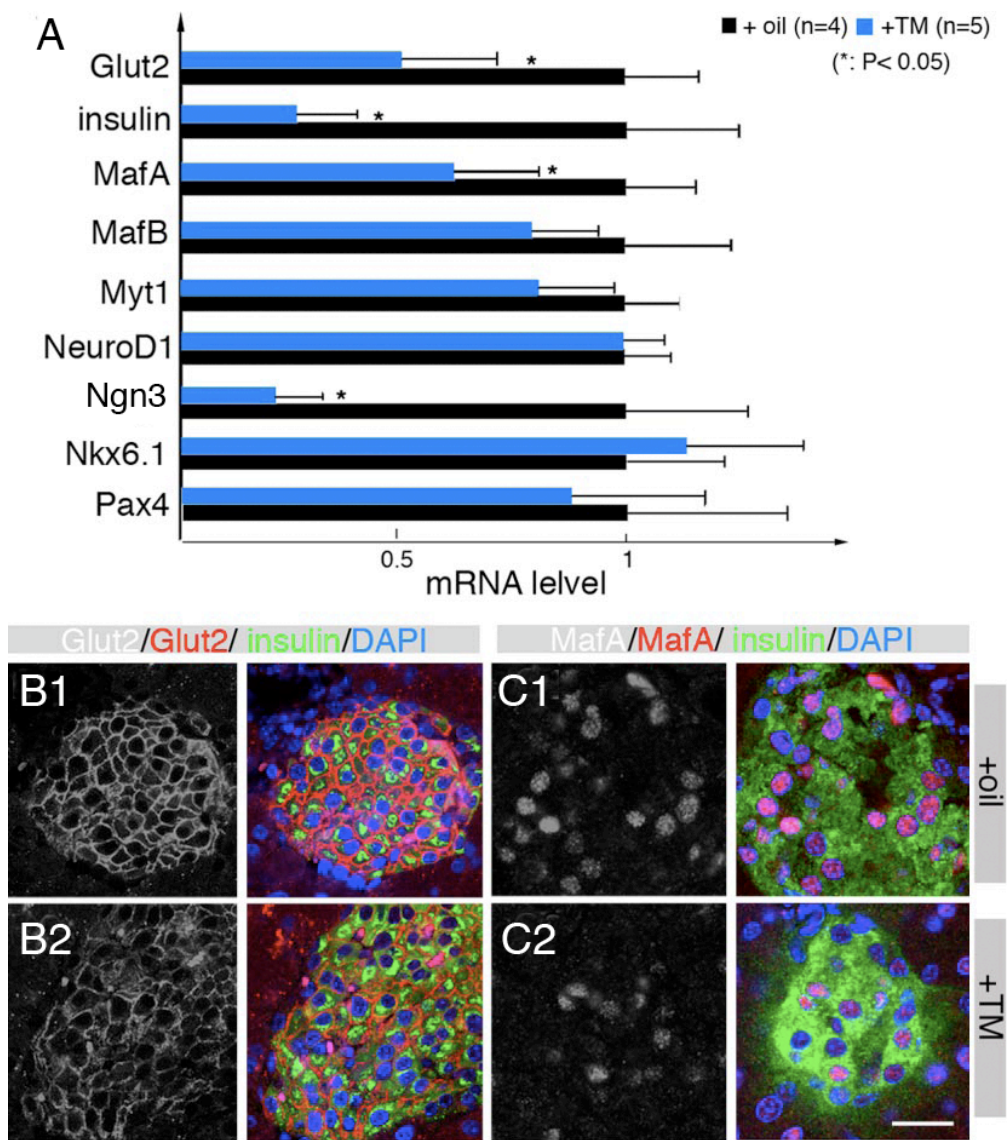 A
■ + oil (n=4) ■ +TM (n=5)
(*: P< 0.05)
Glut2 *
insulin *
MafA *
MafB
Myt1
NeuroD1
Ngn3 *
Nkx6.1
Pax4
0.5 1
mRNA lelvel
Glut2/Glut2/ insulin/DAPI
MafA/MafA/ insulin/DAPI
B1
C1
+oil
B2
C2
+TM